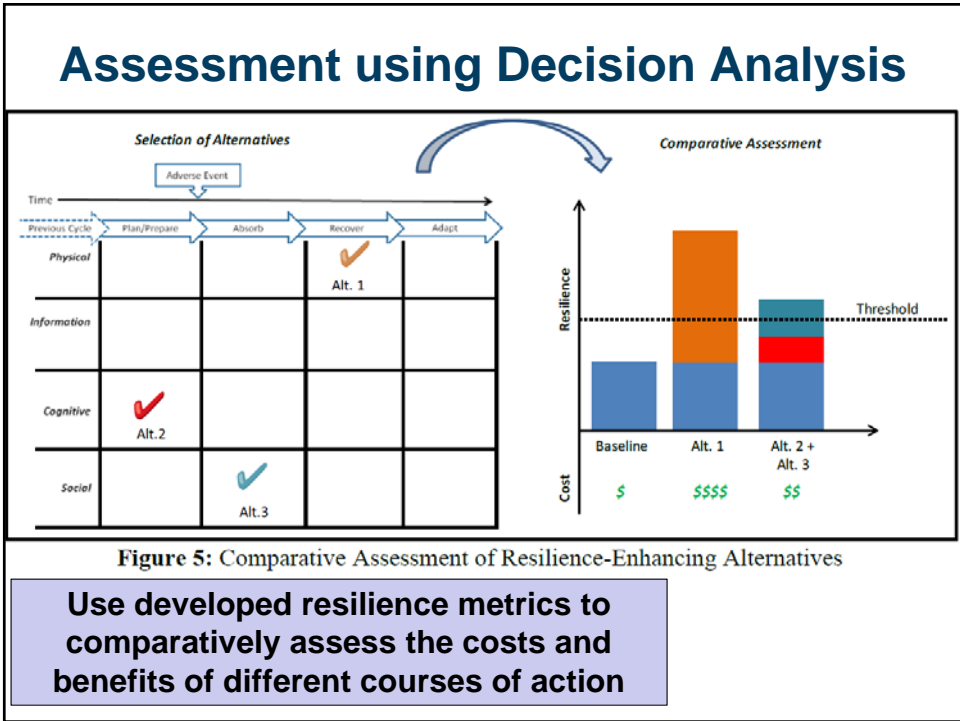 Assessment using Decision Analysis
Selection of Alternatives
Adverse Event
Time
Previous Cycle
Plan/Prepare
Absorb
Recover
Adapt
Physical
Alt. 1
Information
Cognitive
Alt.2
Social
Alt.3
Comparative Assessment
Resilience
Threshold
Baseline
Alt. 1
Alt. 2 +
Alt. 3
Cost
$
$$$$
$$
Figure 5: Comparative Assessment of Resilience-Enhancing Alternatives
Use developed resilience metrics to
comparatively assess the costs and
benefits of different courses of action